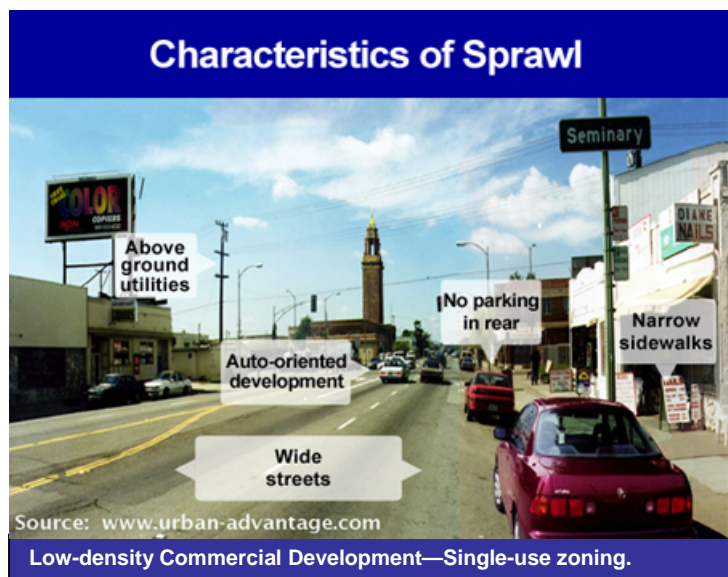 Characteristics of Sprawl
Seminary
COLOR
COPIERS
DIANE
NAILS
Above
ground
utilities
No parking
in rear
Narrow
sidewalks
Auto-oriented
development
Wide
streets
Source: www.urban-advantage.com
Low-density Commercial Development—Single-use zoning.